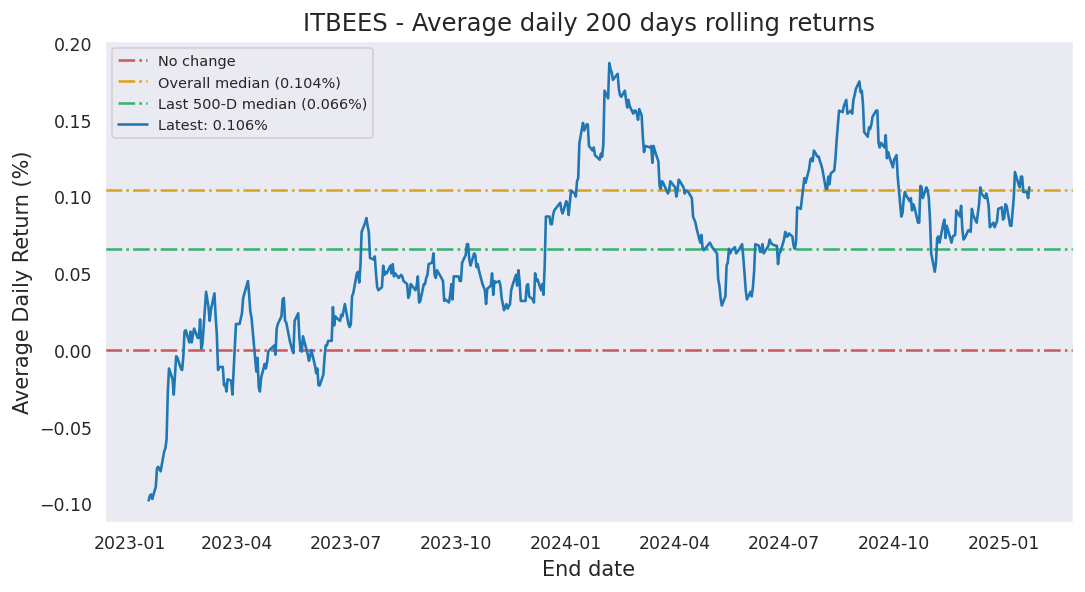 ITBEES - Average daily 200 days rolling returns
No change
Overall median (0.104%)
Last 500-D median (0.066%)
Latest: 0.106%
Average Daily Return (%)
0.20
0.15
0.10
0.05
0.00
−0.05
−0.10
2023-01 2023-04 2023-07 2023-10 2024-01 2024-04 2024-07 2024-10 2025-01
End date